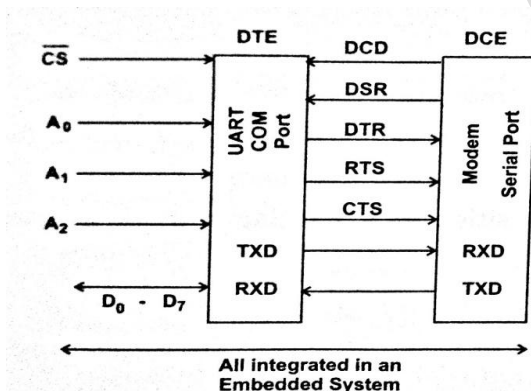 DTE
DCE
C̅S̅
A0
A1
A2
D0 - D7
UART
COM
Port
TXD
RXD
DCD
DSR
DTR
RTS
CTS
Modem
Serial Port
RXD
TXD
All integrated in an
Embedded System